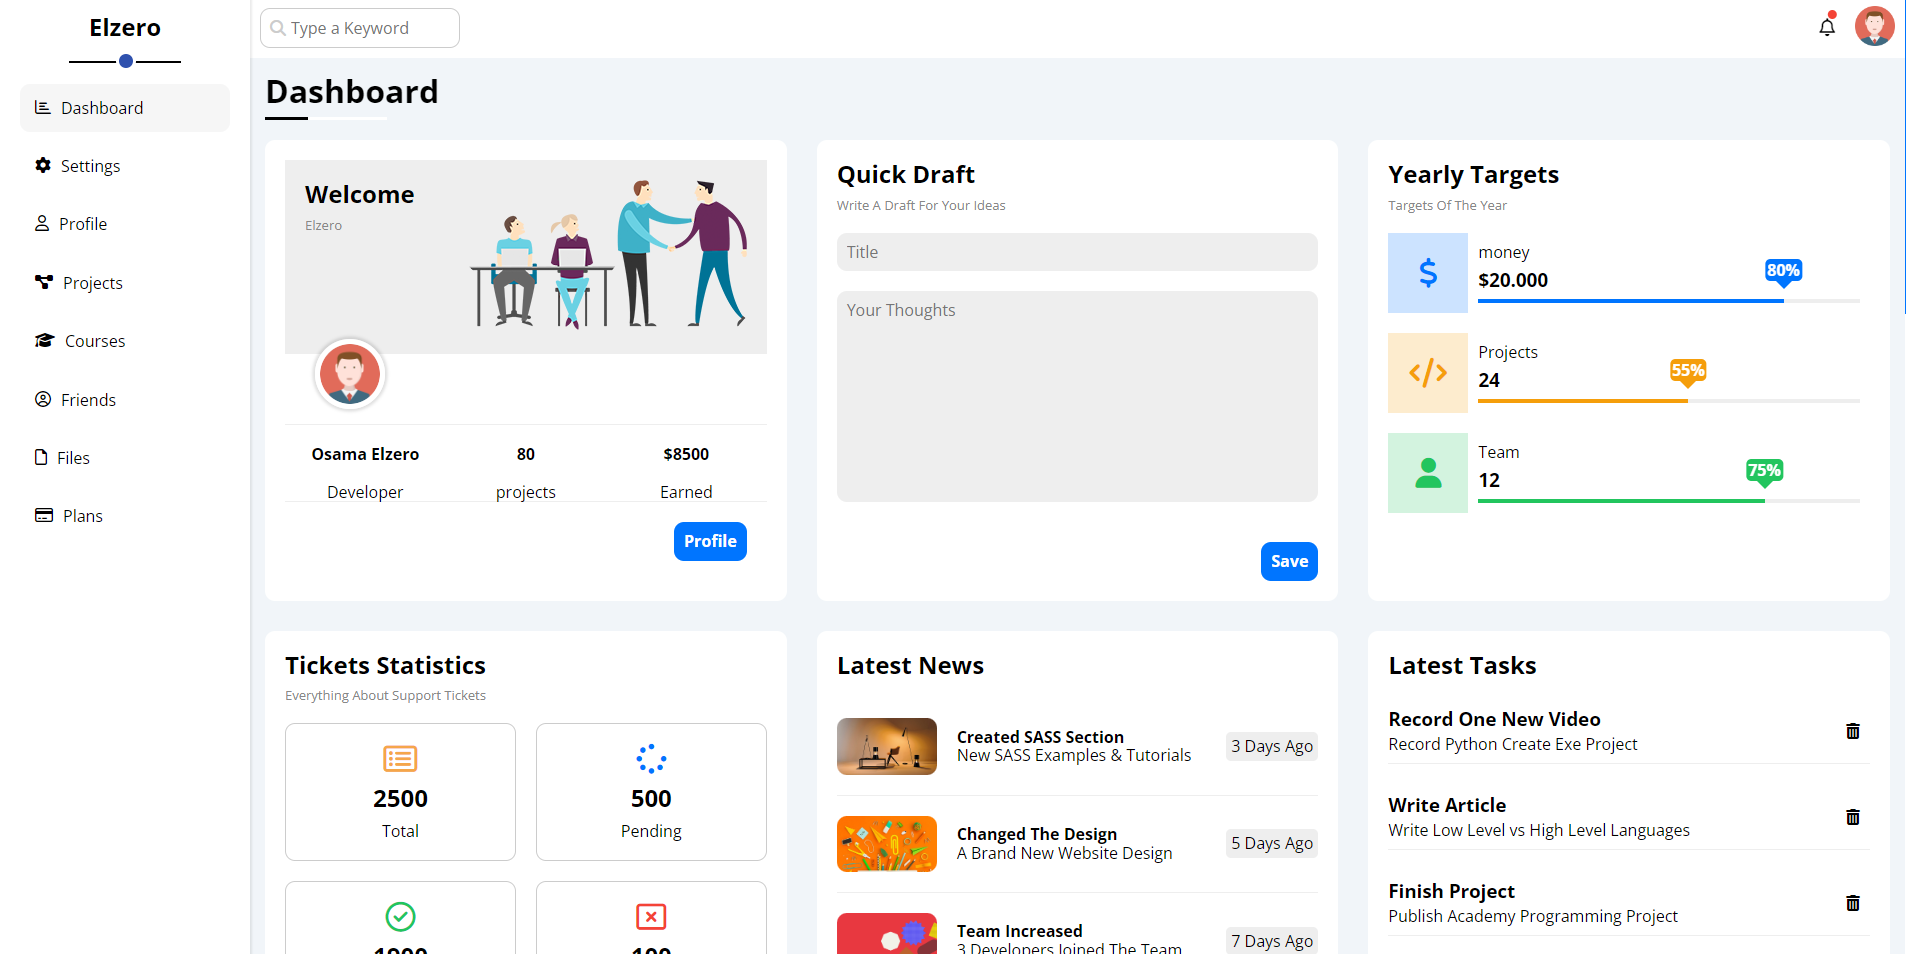 Elzero
Dashboard
Settings
Profile
Projects
Courses
Friends
Files
Plans
Type a Keyword
Dashboard
Welcome
Elzero
Osama Elzero
80
$8500
Developer
projects
Earned
Profile
Quick Draft
Write A Draft For Your Ideas
Title
Your Thoughts
Save
Yearly Targets
Targets Of The Year
money
$20.000
80%
Projects
24
55%
Team
12
75%
Tickets Statistics
Everything About Support Tickets
2500
Total
500
Pending
Latest News
Created SASS Section
New SASS Examples & Tutorials
3 Days Ago
Changed The Design
A Brand New Website Design
5 Days Ago
Team Increased
3 Developers Joined The Team
7 Days Ago
Latest Tasks
Record One New Video
Record Python Create Exe Project
Write Article
Write Low Level vs High Level Languages
Finish Project
Publish Academy Programming Project